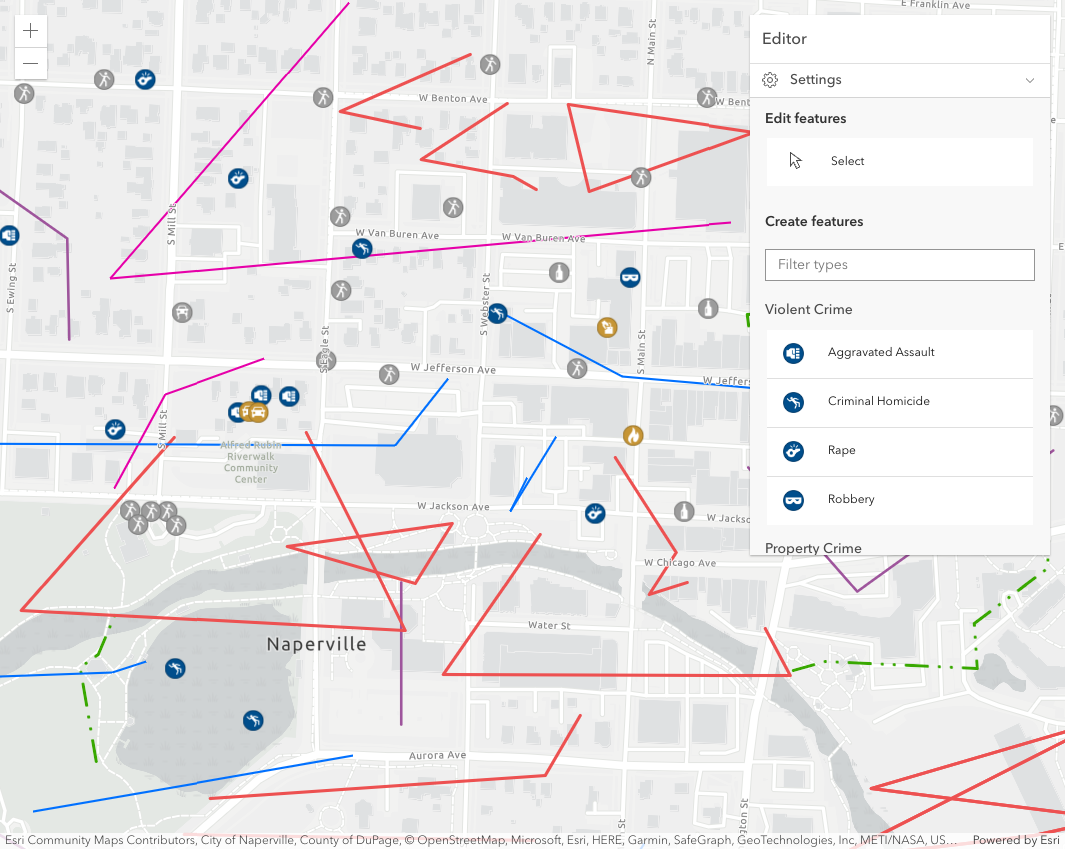 E Franklin Ave
N Main St
Editor
Settings
W Benton Ave
W Bent
Edit features
Select
Create features
Filter types
S Mill St
W Van Buren Ave
W Van Buren Ave
S Ewing St
S Webster St
S Main St
S Eagle St
Violent Crime
Aggravated Assault
W Jefferson Ave
W Jeffers
Criminal Homicide
S Mill St
Alfred Rubin
Riverwalk
Community
Center
Rape
Robbery
W Jackson Ave
W Jackso
Property Crime
W Chicago Ave
Water St
Naperville
Aurora Ave
ngton St
St
Esri Community Maps Contributors, City of Naperville, County of DuPage, © OpenStreetMap, Microsoft, Esri, HERE, Garmin, SafeGraph, GeoTechnologies, Inc, METI/NASA, US…
Powered by Esri